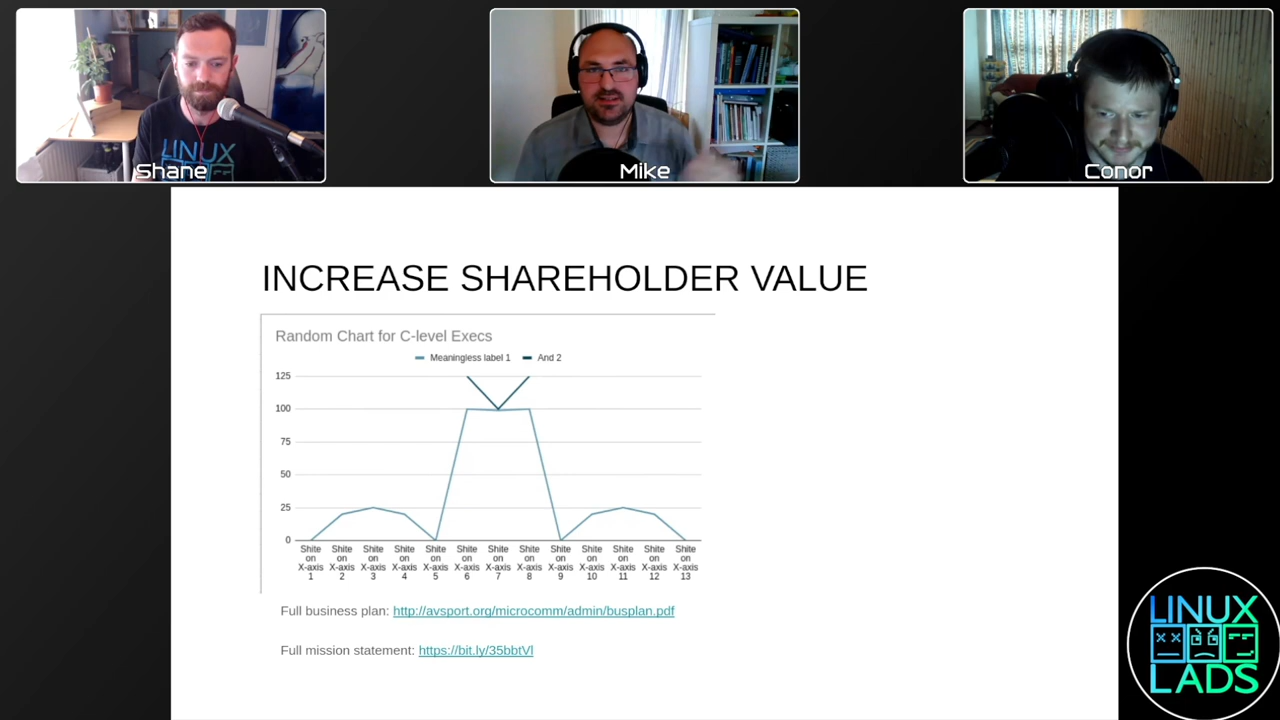 LINUX
Shane
Mike
Conor
INCREASE SHAREHOLDER VALUE
Random Chart for C-level Execs
Meaningless label 1
And 2
125
100
75
50
25
0
Shite on X-axis 1
Shite on X-axis 2
Shite on X-axis 3
Shite on X-axis 4
Shite on X-axis 5
Shite on X-axis 6
Shite on X-axis 7
Shite on X-axis 8
Shite on X-axis 9
Shite on X-axis 10
Shite on X-axis 11
Shite on X-axis 12
Shite on X-axis 13
Full business plan: http://avsport.org/microcomm/admin/busplan.pdf
Full mission statement: https://bit.ly/35bbtVl
LINUX
LADS